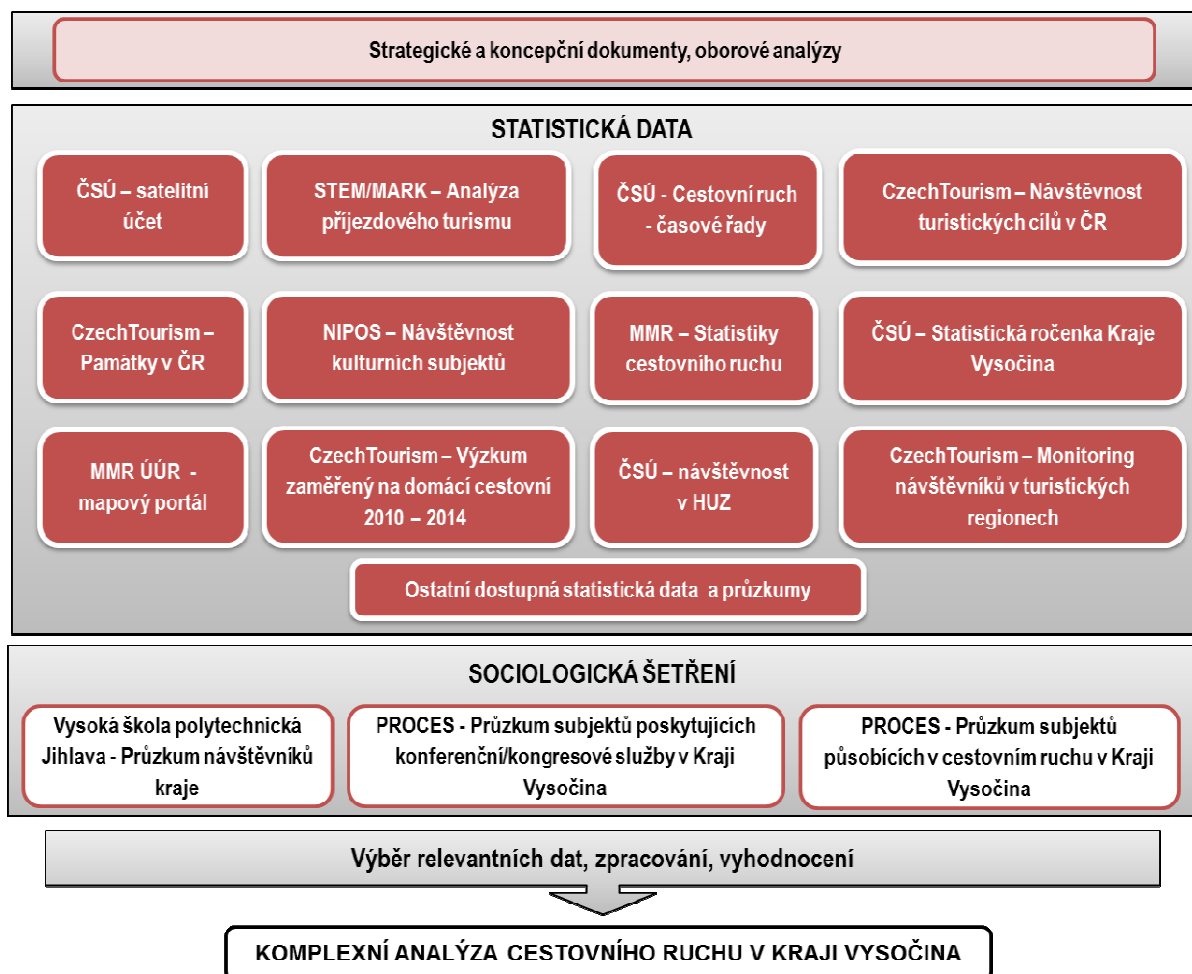 Strategické a koncepční dokumenty, oborové analýzy
STATISTICKÁ DATA
ČSÚ – satelitní
účet
STEM/MARK – Analýza
příjezdového turismu
ČSÚ - Cestovní ruch
- časové řady
CzechTourism – Návštěvnost
turistických cílů v ČR
CzechTourism –
Památky v ČR
NIPOS – Návštěvnost
kulturních subjektů
MMR – Statistiky
cestovního ruchu
ČSÚ – Statistická ročenka Kraje
Vysočina
MMR ÚÚR -
mapový portál
CzechTourism – Výzkum
zaměřený na domácí cestovní
2010 – 2014
ČSÚ – návštěvnost
v HUZ
CzechTourism – Monitoring
návštěvníků v turistických
regionech
Ostatní dostupná statistická data a průzkumy
SOCIOLOGICKÁ ŠETŘENÍ
Vysoká škola polytechnická
Jihlava - Průzkum návštěvníků
kraje
PROCES - Průzkum subjektů poskytujících
konferenční/kongresové služby v Kraji
Vysočina
PROCES - Průzkum subjektů
působících v cestovním ruchu v Kraji
Vysočina
Výběr relevantních dat, zpracování, vyhodnocení
KOMPLEXNÍ ANALÝZA CESTOVNÍHO RUCHU V KRAJI VYSOČINA